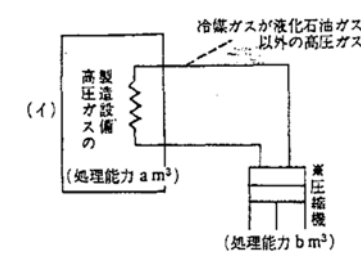 冷媒ガスが液化石油ガス
以外の高圧ガス
(イ)
製造設備
高圧ガスの
(処理能力 a m³)
圧縮機
(処理能力 b m³)